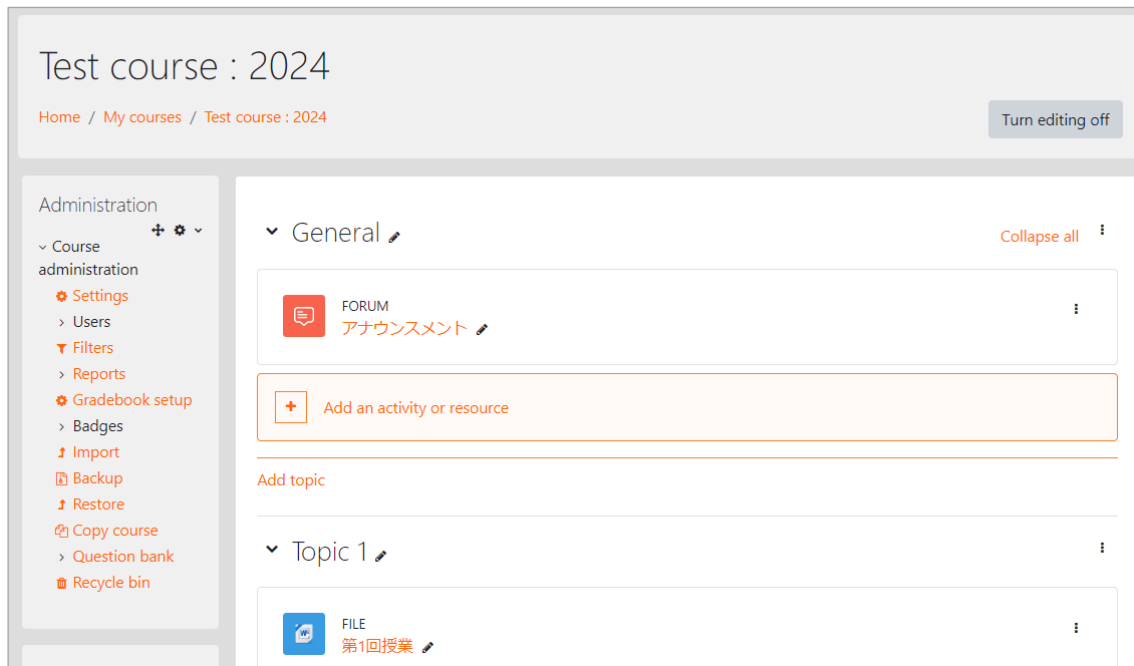 Test course : 2024
Home / My courses / Test course : 2024
Turn editing off
Administration
Course
administration
Settings
Users
Filters
Reports
Gradebook setup
Badges
Import
Backup
Restore
Copy course
Question bank
Recycle bin
General
Collapse all
FORUM
アナウンスメント
Add an activity or resource
Add topic
Topic 1
FILE
第1回授業